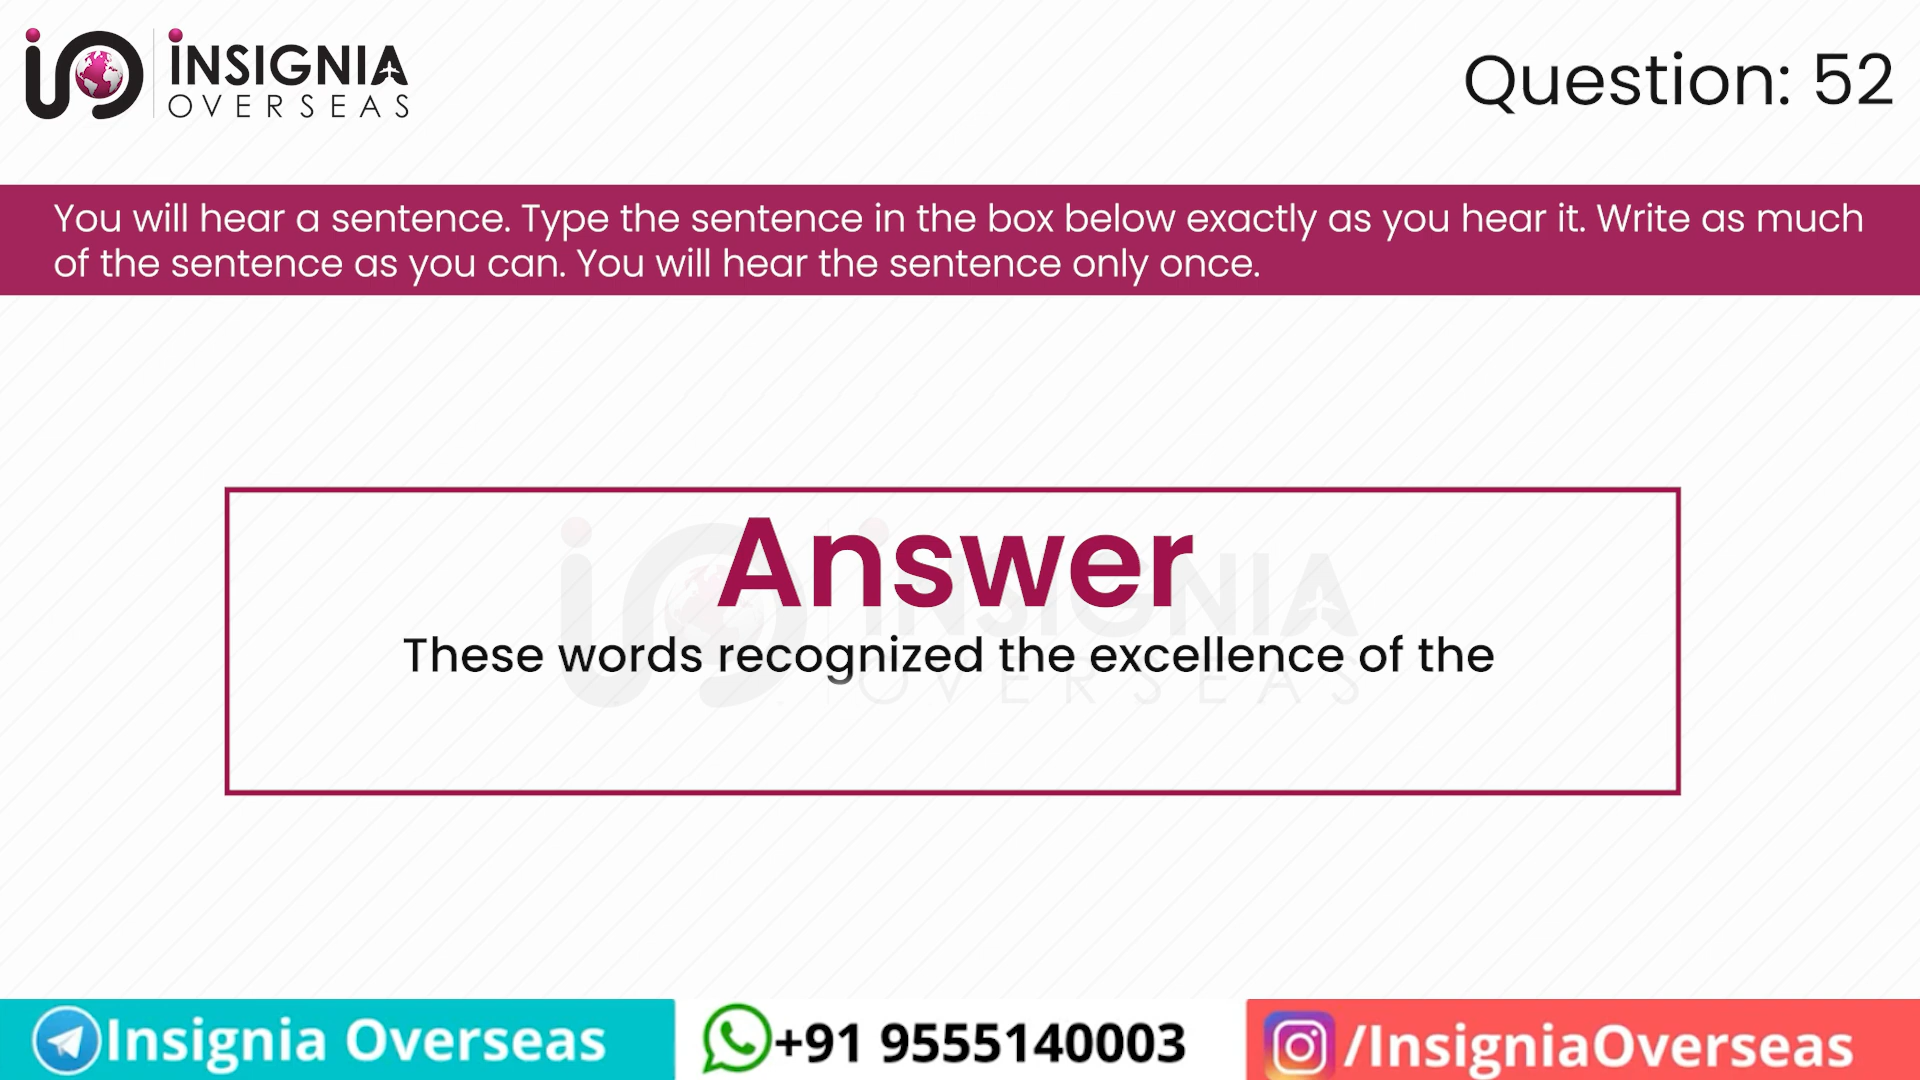 INSIGNIA
OVERSEAS
Question: 52
You will hear a sentence. Type the sentence in the box below exactly as you hear it. Write as much
of the sentence as you can. You will hear the sentence only once.
Answer
These words recognized the excellence of the
INSIGNIA
OVERSEAS
Insignia Overseas
+91 9555140003
/InsigniaOverseas